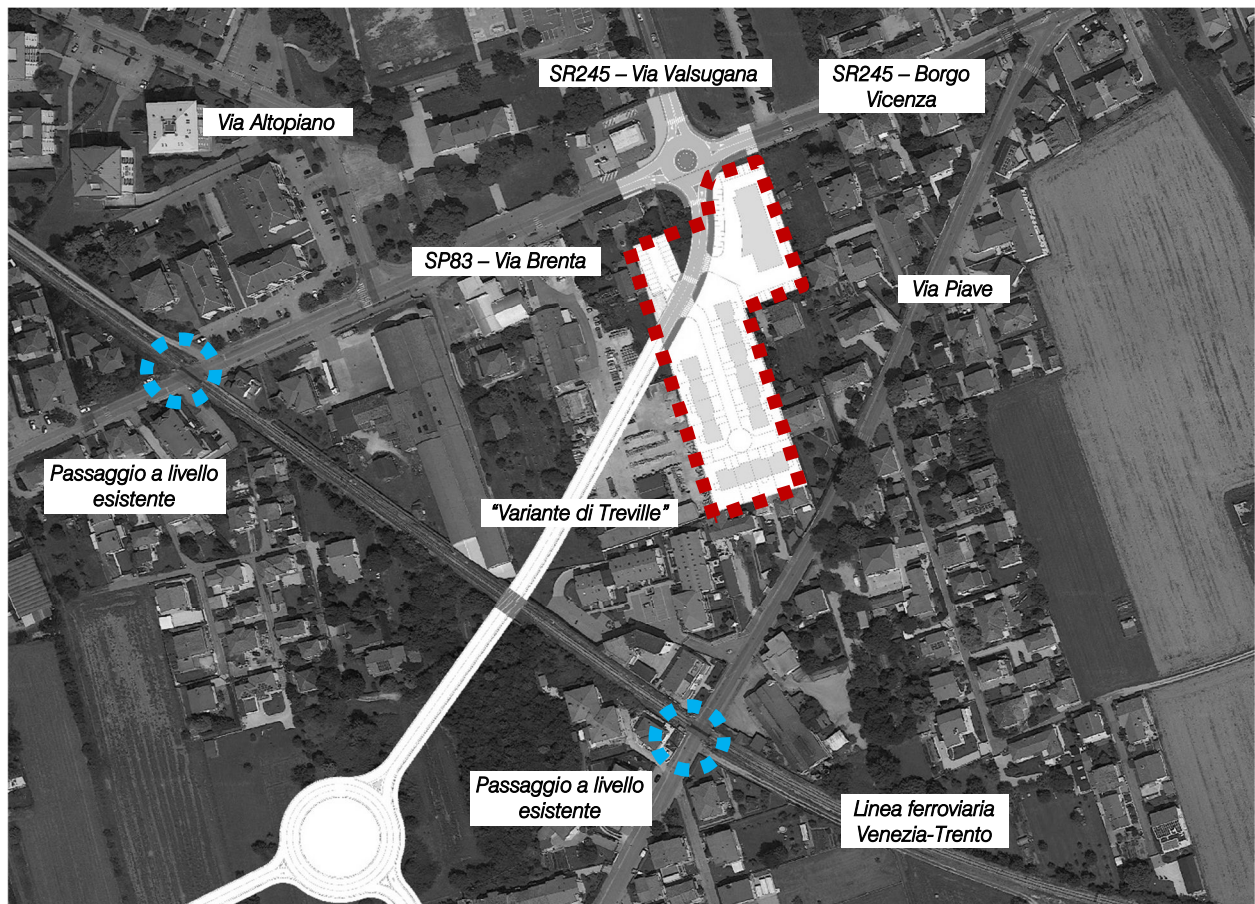 SR245 – Via Valsugana
SR245 – Borgo
Vicenza
Via Altopiano
SP83 – Via Brenta
Via Piave
Passaggio a livello
esistente
"Variante di Treville"
Passaggio a livello
esistente
Linea ferroviaria
Venezia-Trento